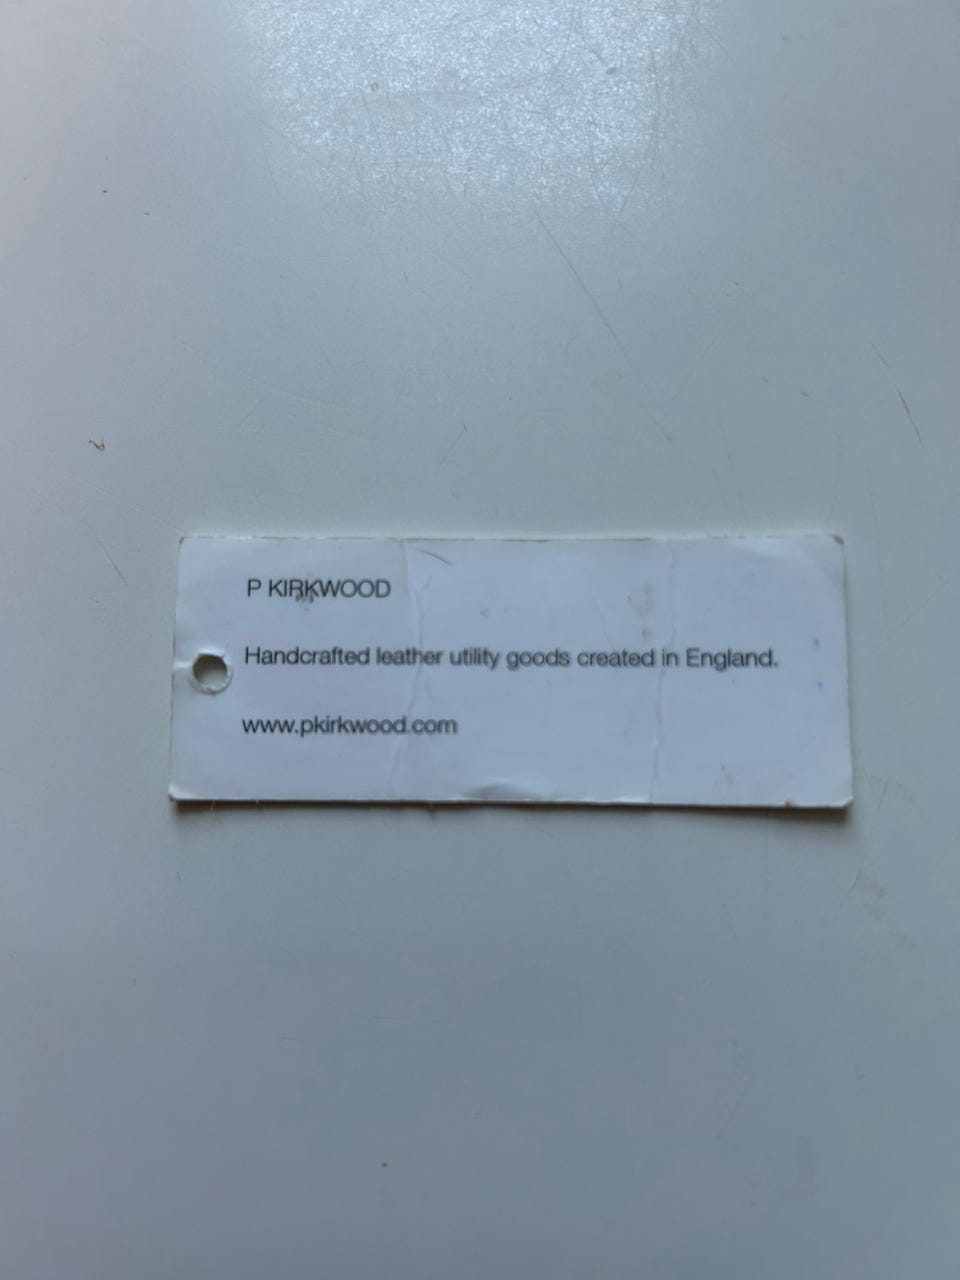 P KIRKWOOD
Handcrafted leather utility goods created in England.
www.pkirkwood.com